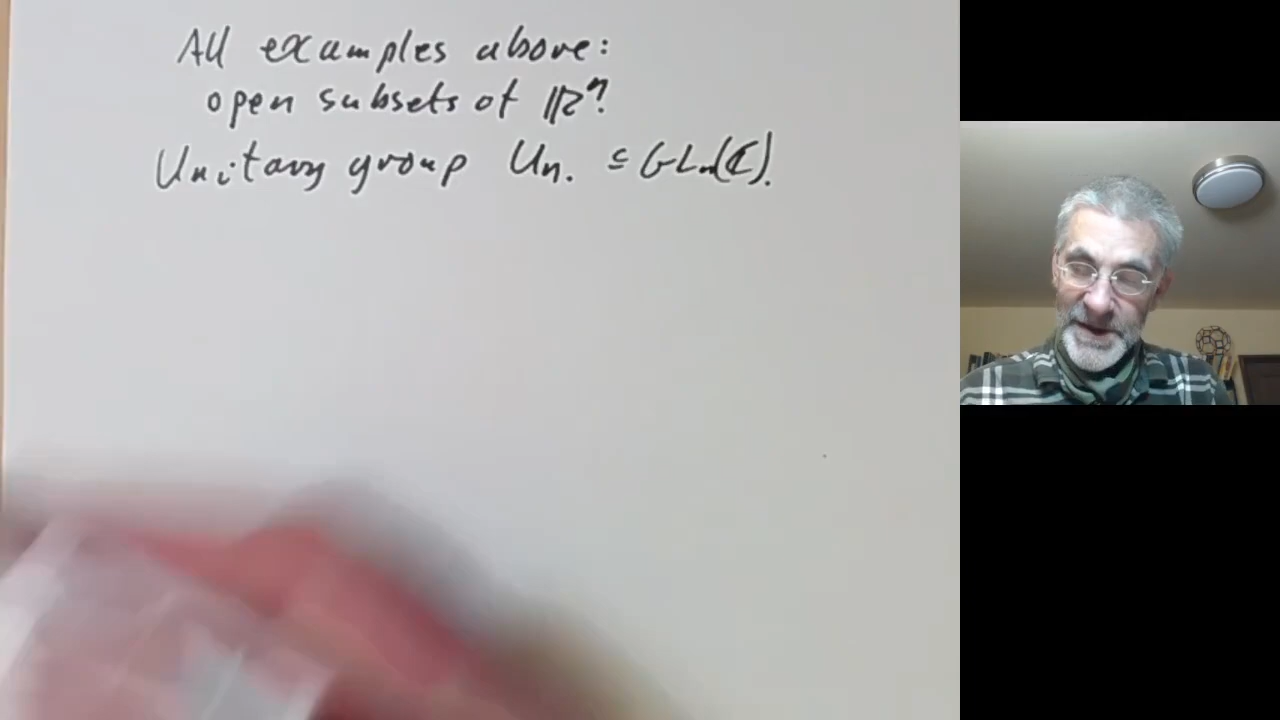 All examples above:
open subsets of ℝⁿ
Unitary group Uₙ. ⊆ GLₙ(ℂ).